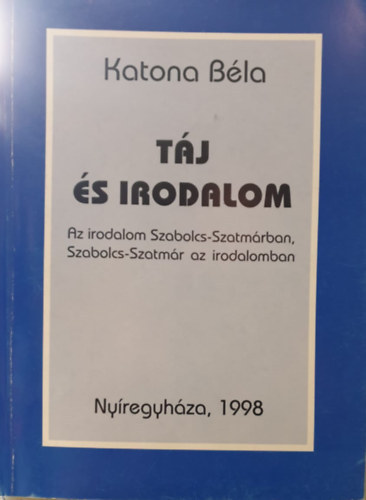 Katona Béla
TÁJ
ÉS IRODALOM
Az irodalom Szabolcs-Szatmárban,
Szabolcs-Szatmár az irodalomban
Nyíregyháza, 1998